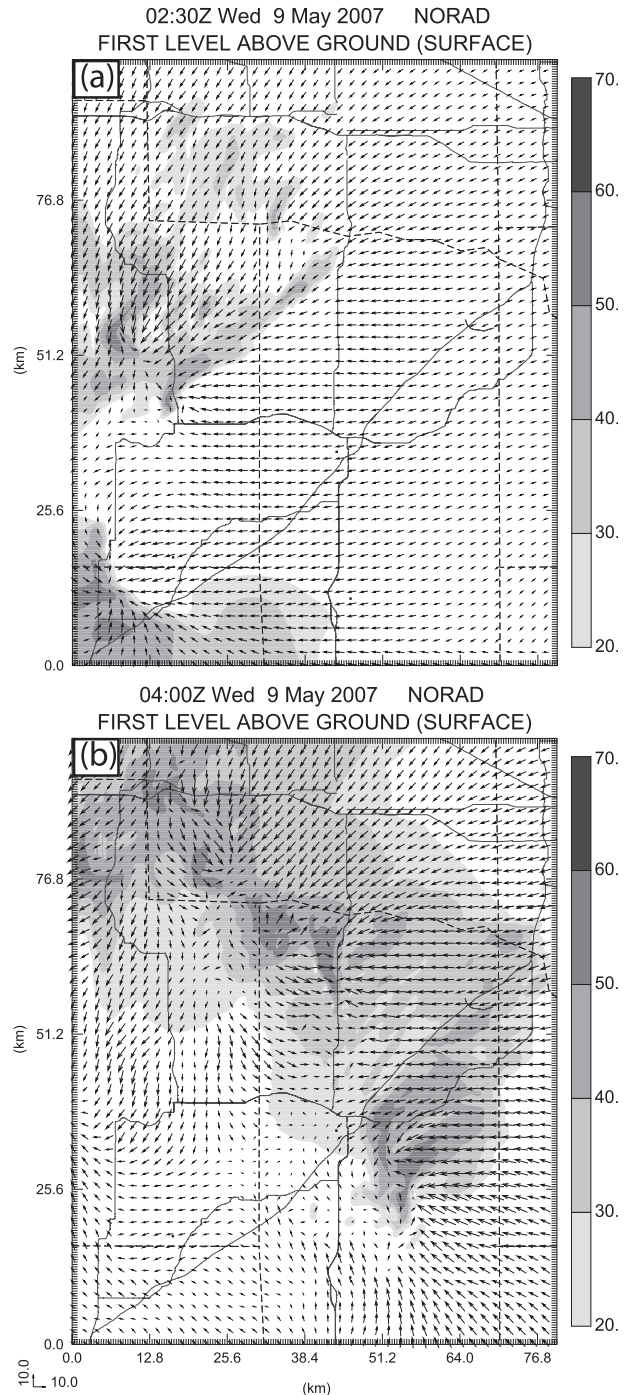 02:30Z Wed 9 May 2007 NORAD
FIRST LEVEL ABOVE GROUND (SURFACE)
(a)
70.
76.8
60.
50.
(km)
51.2
40.
25.6
30.
0.0
20.
04:00Z Wed 9 May 2007 NORAD
FIRST LEVEL ABOVE GROUND (SURFACE)
(b)
70.
76.8
60.
50.
(km)
51.2
40.
25.6
30.
0.0
20.
0.0 12.8 25.6 38.4 51.2 64.0 76.8
10.0
10.0
(km)